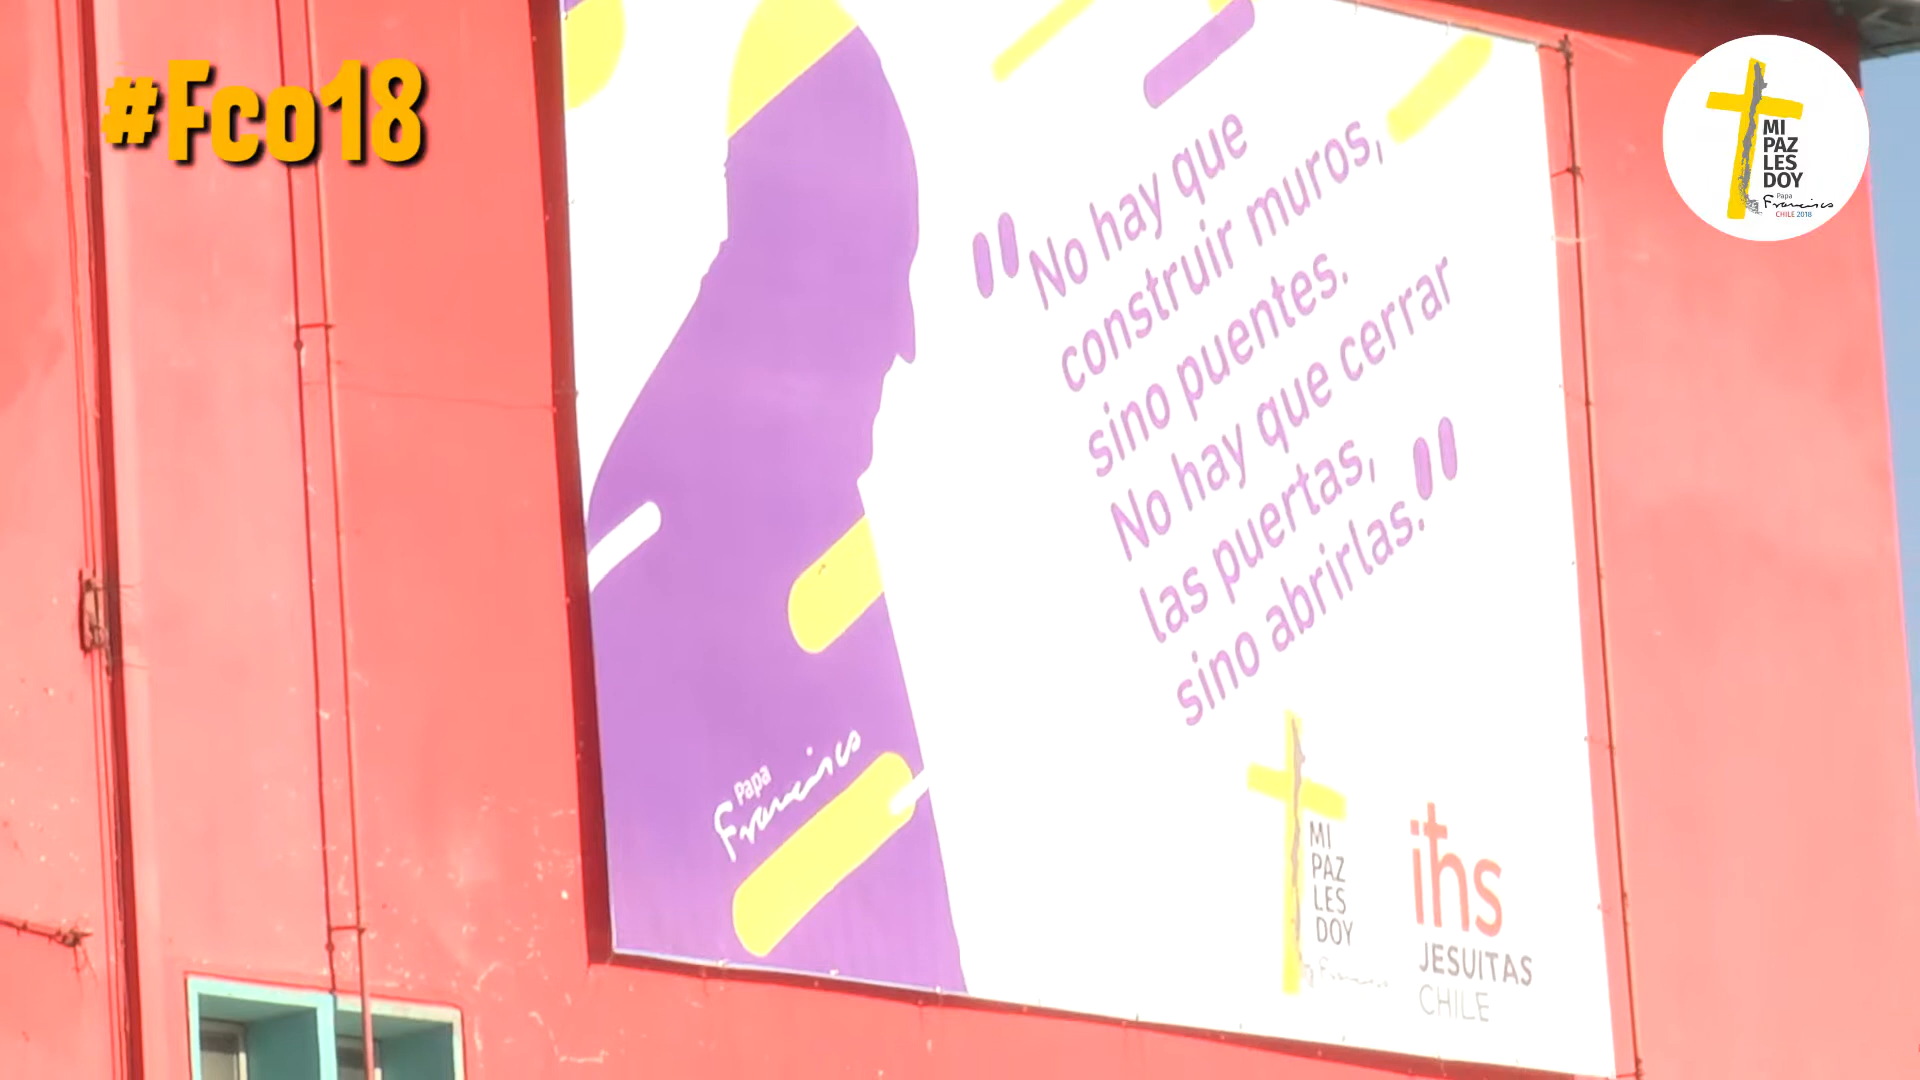 #Fco18
MI
PAZ
LES
DOY
Papa
Francisco
CHILE 2018
"No hay que
construir muros,
sino puentes.
No hay que cerrar
las puertas,
sino abrirlas."
Papa
Francisco
MI
PAZ
LES
DOY
ihs
JESUITAS
CHILE